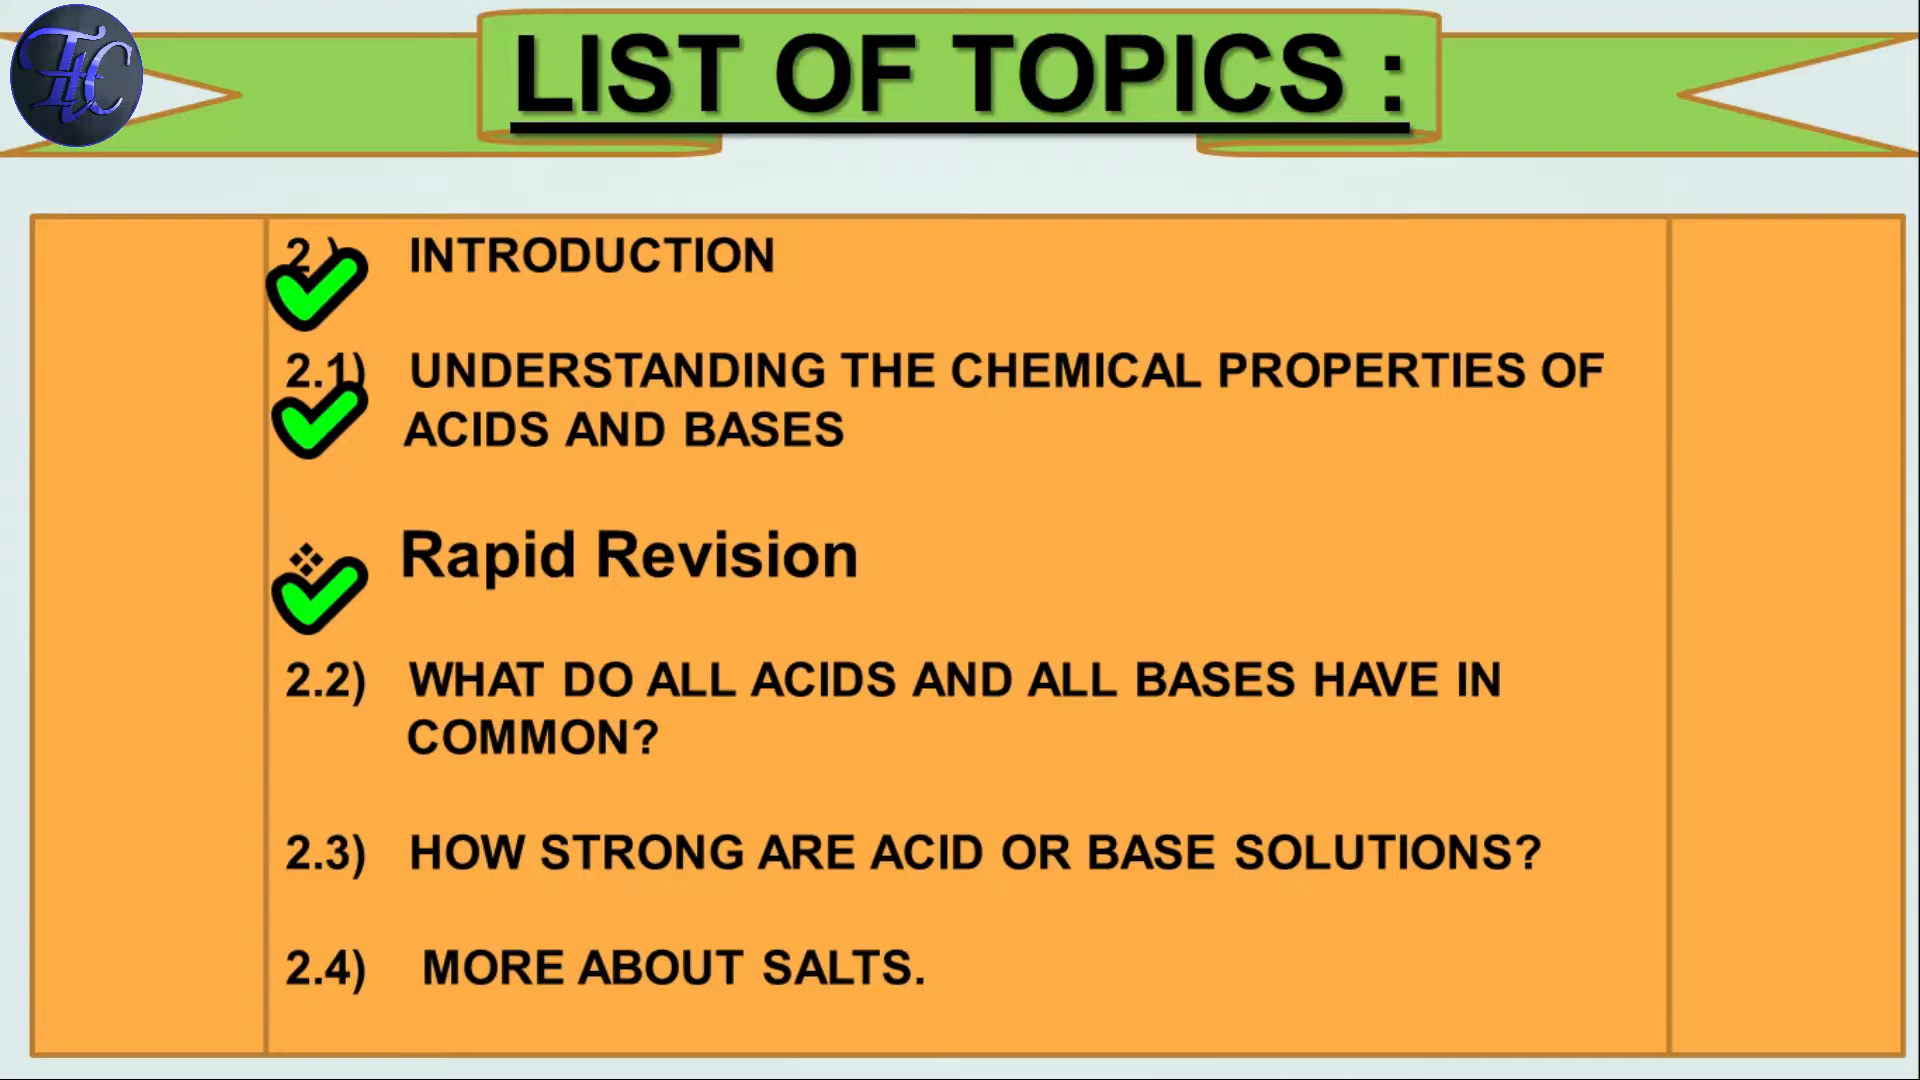 THC
LIST OF TOPICS :
2.) INTRODUCTION
2.1) UNDERSTANDING THE CHEMICAL PROPERTIES OF
ACIDS AND BASES
❖ Rapid Revision
2.2) WHAT DO ALL ACIDS AND ALL BASES HAVE IN
COMMON?
2.3) HOW STRONG ARE ACID OR BASE SOLUTIONS?
2.4) MORE ABOUT SALTS.